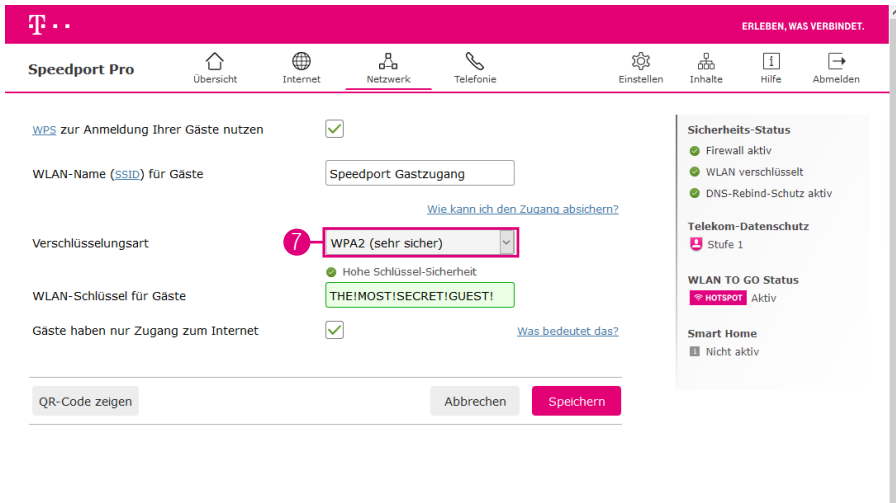 T
ERLEBEN, WAS VERBINDET.
Speedport Pro
Übersicht
Internet
Netzwerk
Telefonie
Einstellen
Inhalte
Hilfe
Abmelden
WPS zur Anmeldung Ihrer Gäste nutzen
WLAN-Name (SSID) für Gäste
Speedport Gastzugang
Wie kann ich den Zugang absichern?
Verschlüsselungsart
7
WPA2 (sehr sicher)
Hohe Schlüssel-Sicherheit
WLAN-Schlüssel für Gäste
THE!MOST!SECRET!GUEST!
Gäste haben nur Zugang zum Internet
Was bedeutet das?
QR-Code zeigen
Abbrechen
Speichern
Sicherheits-Status
Firewall aktiv
WLAN verschlüsselt
DNS-Rebind-Schutz aktiv
Telekom-Datenschutz
Stufe 1
WLAN TO GO Status
HOTSPOT Aktiv
Smart Home
Nicht aktiv